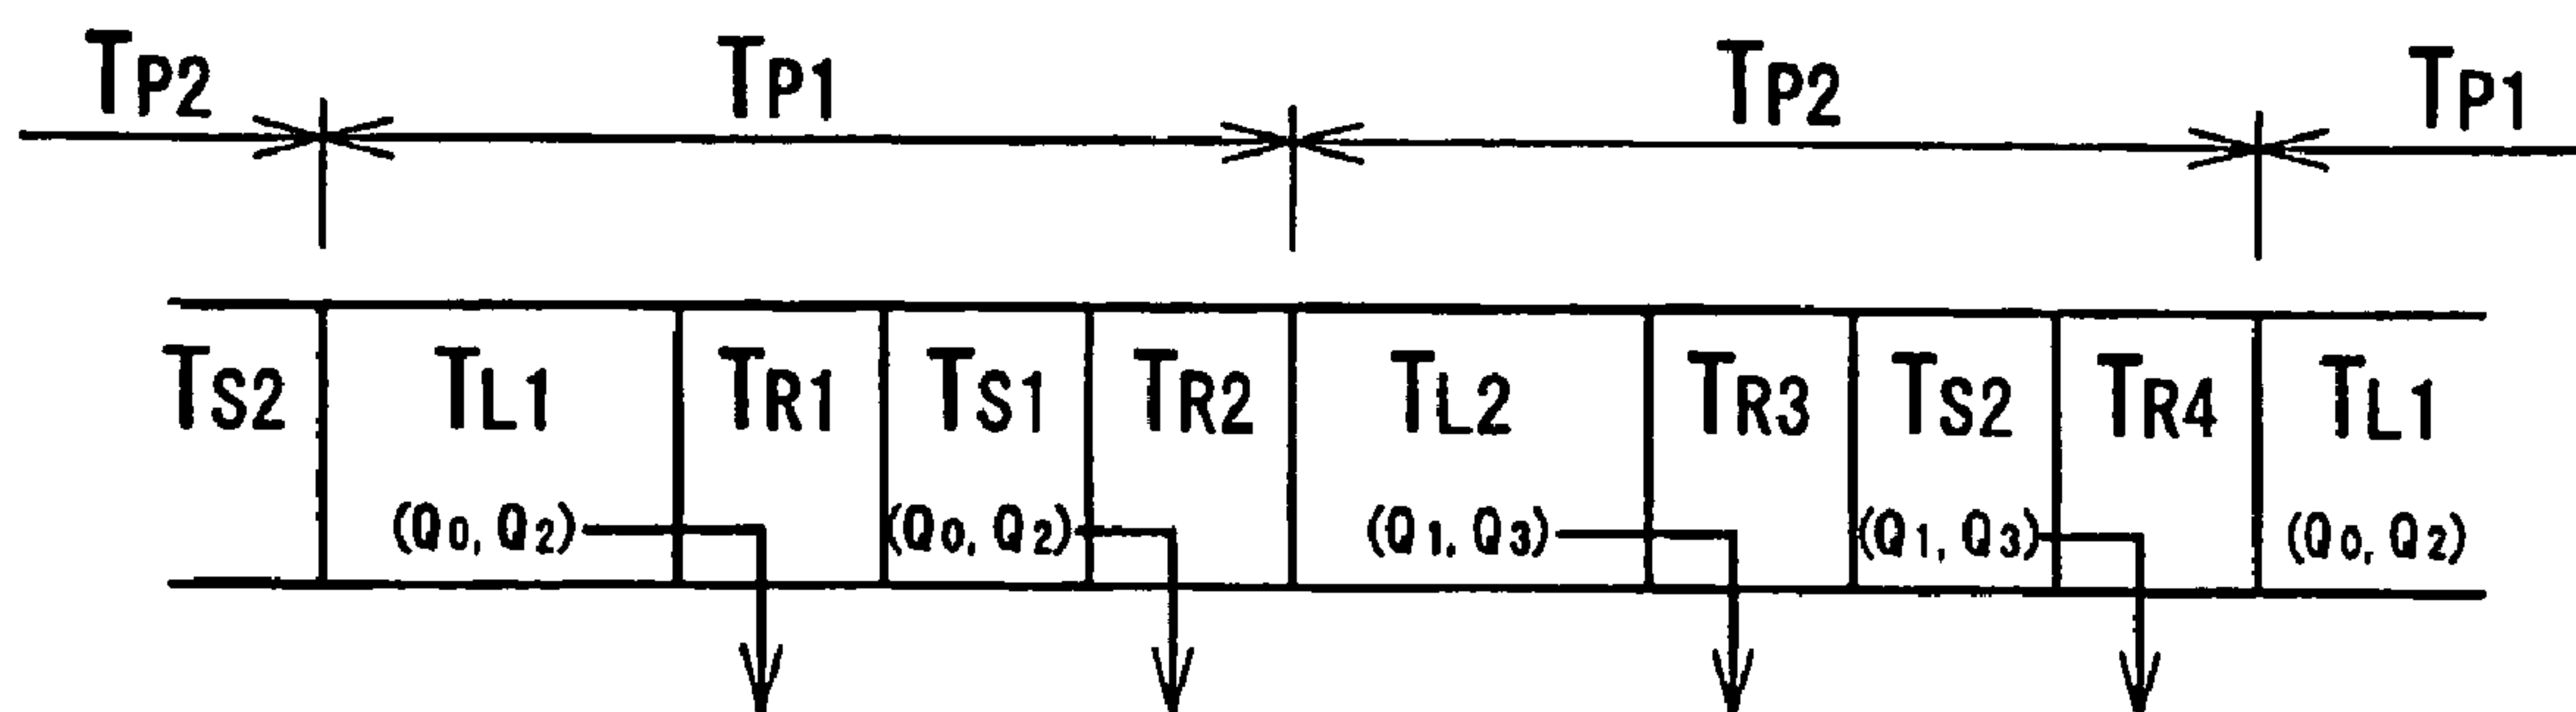 TP2 TP1 TP2 TP1
TS2 TL1 TR1 TS1 TR2 TL2 TR3 TS2 TR4 TL1
(Q0, Q2) (Q0, Q2) (Q1, Q3) (Q1, Q3) (Q0, Q2)